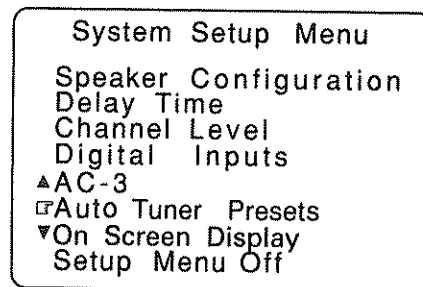 System Setup Menu
Speaker Configuration
Delay Time
Channel Level
Digital Inputs
▲AC-3
☞Auto Tuner Presets
▼On Screen Display
Setup Menu Off